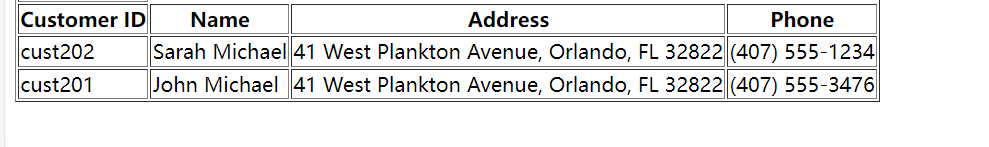 Customer ID Name Address Phone
cust202 Sarah Michael 41 West Plankton Avenue, Orlando, FL 32822 (407) 555-1234
cust201 John Michael 41 West Plankton Avenue, Orlando, FL 32822 (407) 555-3476